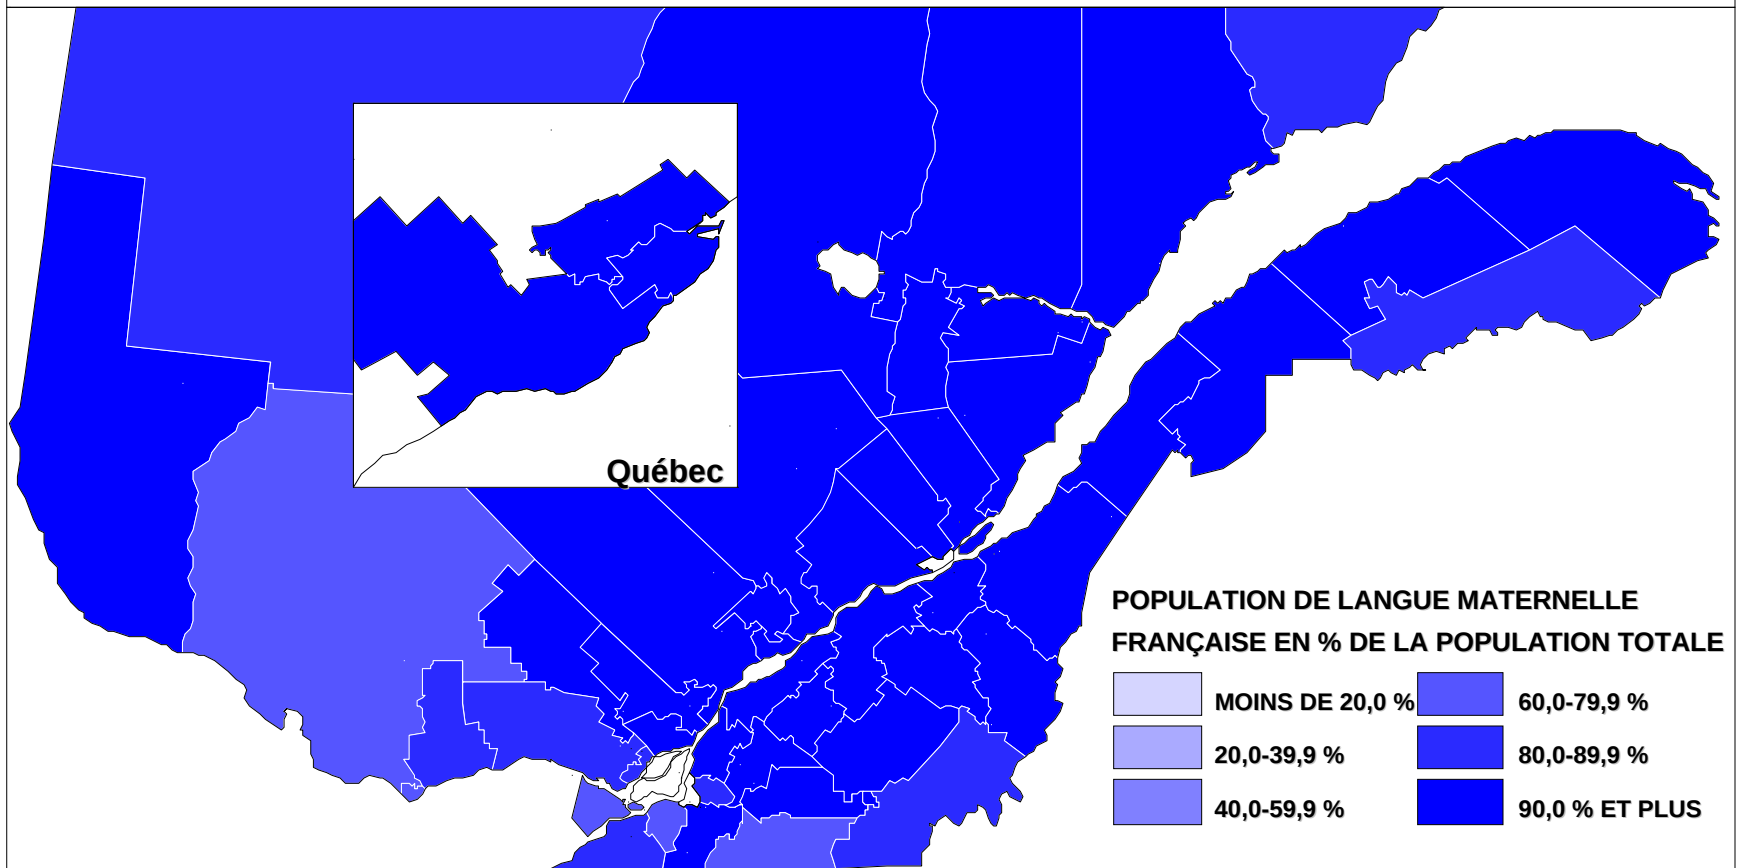 Québec
POPULATION DE LANGUE MATERNELLE
FRANÇAISE EN % DE LA POPULATION TOTALE
MOINS DE 20,0 %
60,0-79,9 %
20,0-39,9 %
80,0-89,9 %
40,0-59,9 %
90,0 % ET PLUS